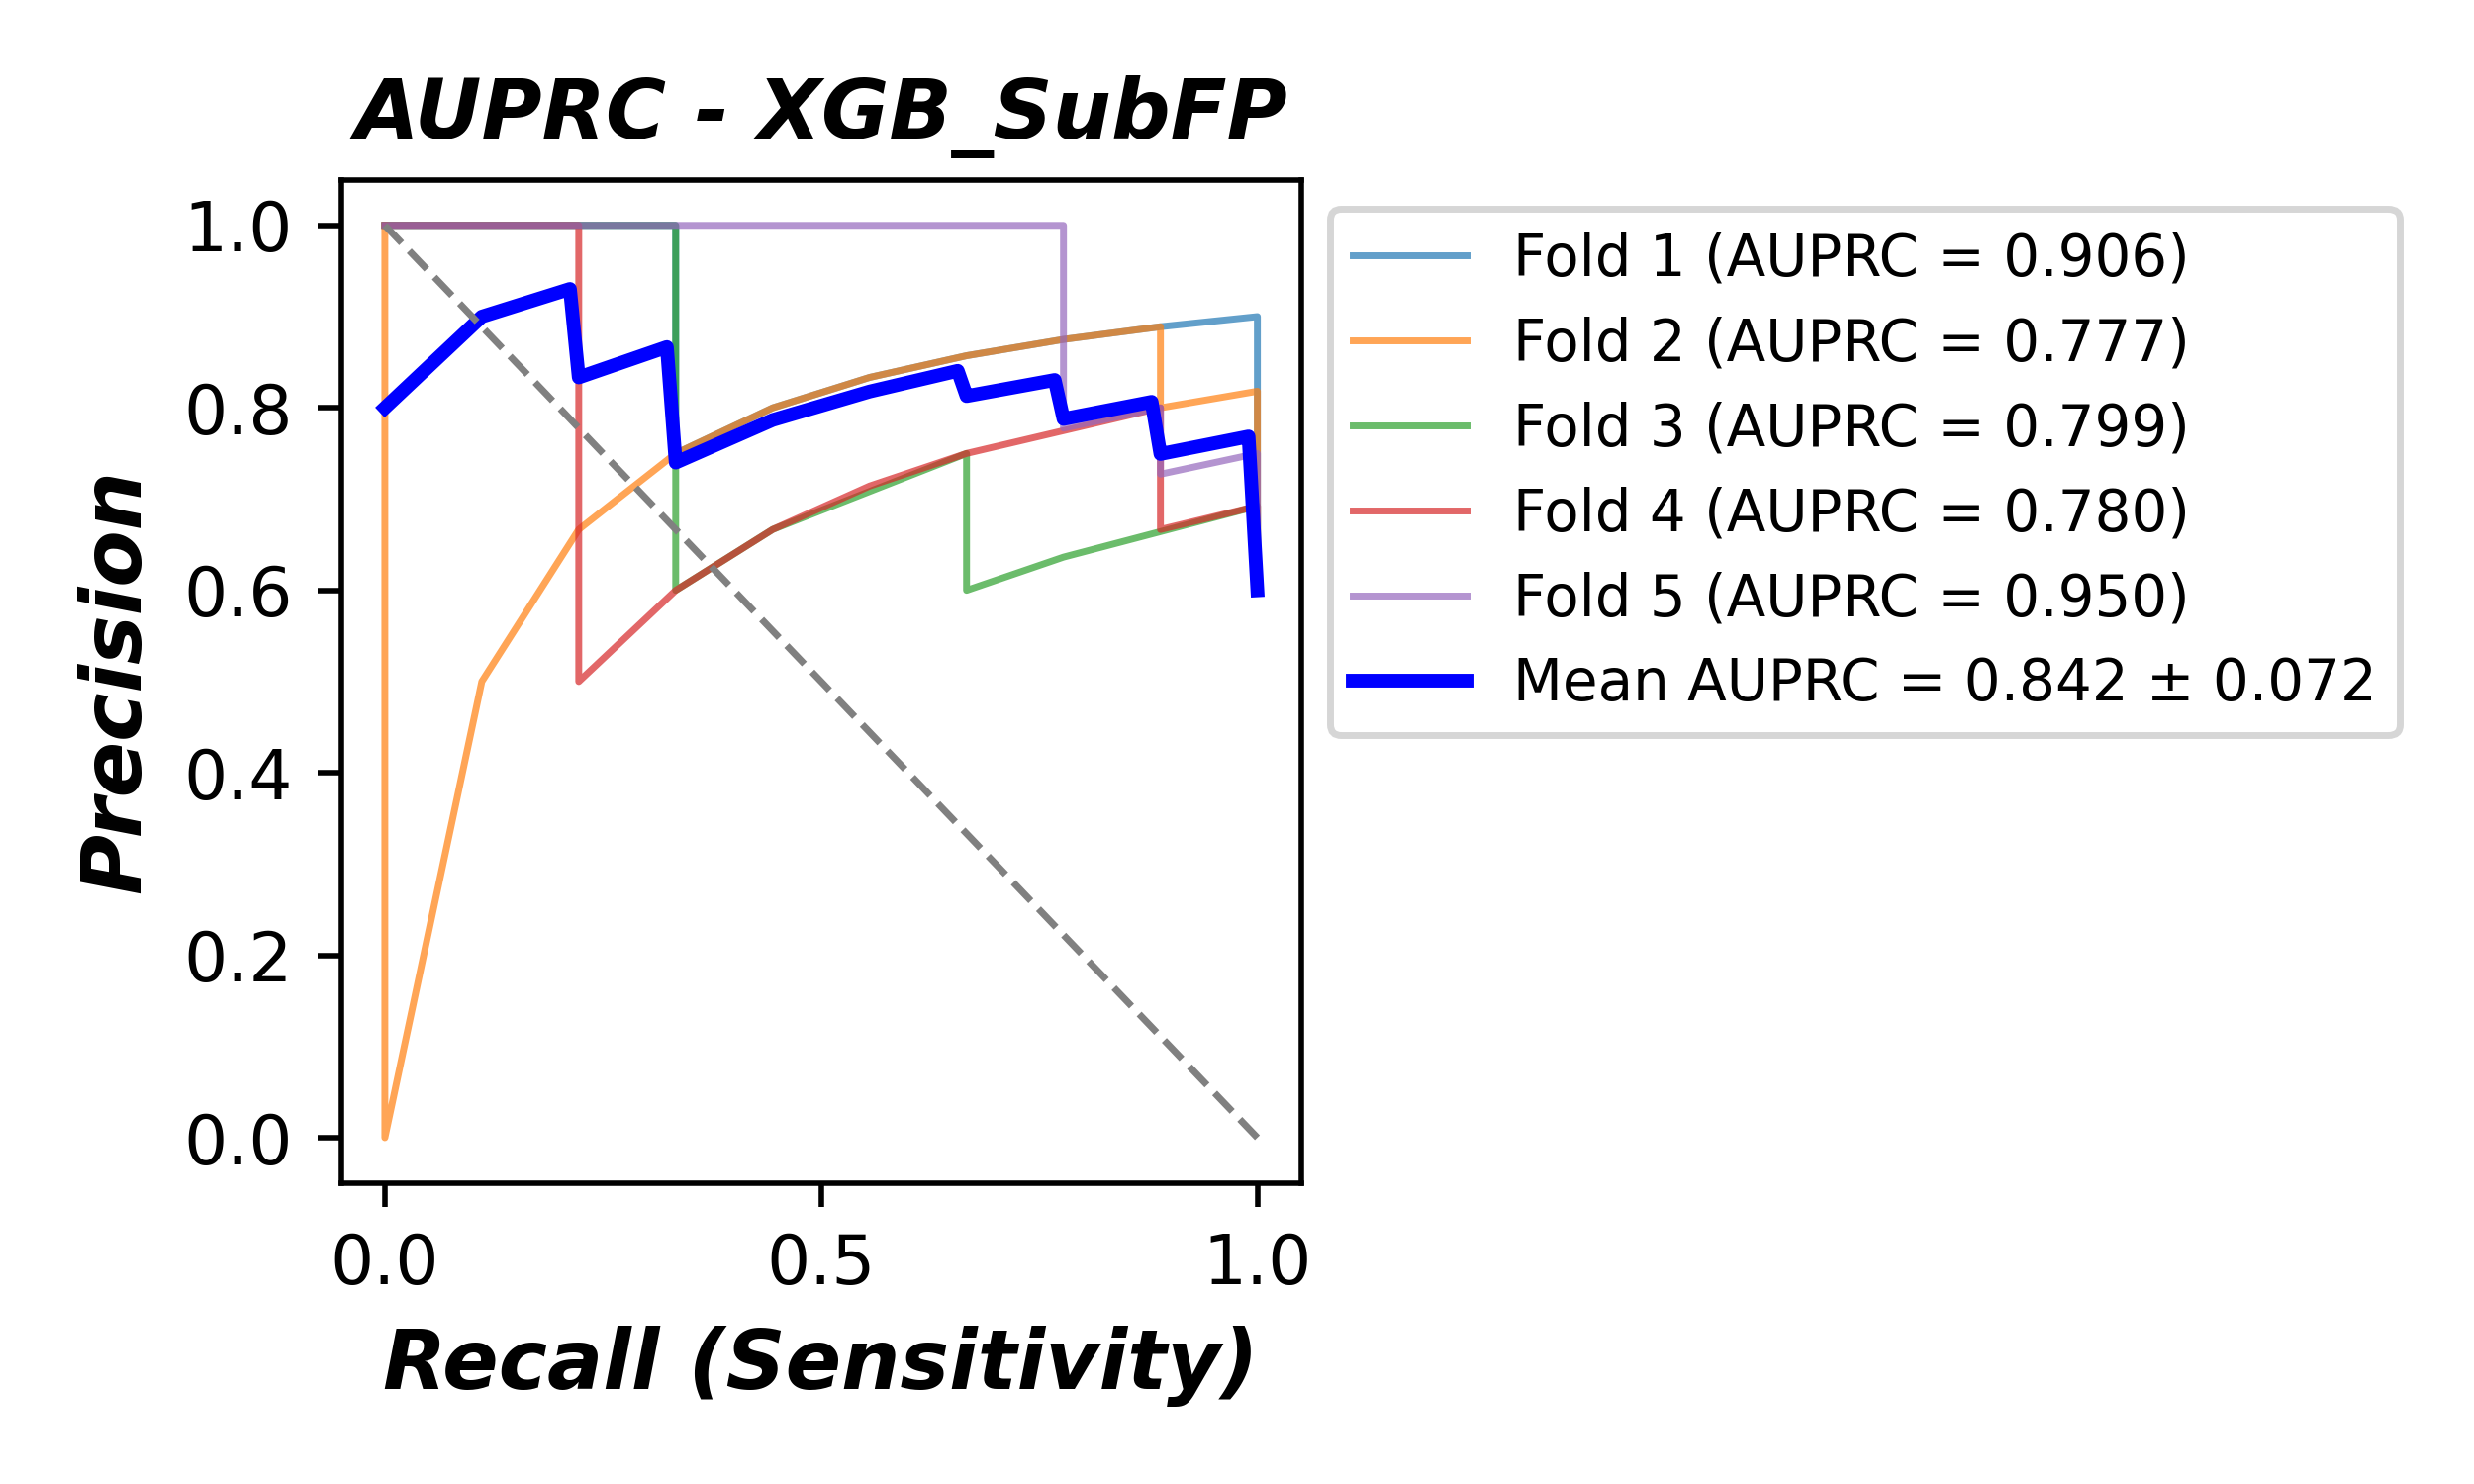 AUPRC - XGB_SubFP
Precision
1.0
0.8
0.6
0.4
0.2
0.0
0.0 0.5 1.0
Recall (Sensitivity)
Fold 1 (AUPRC = 0.906)
Fold 2 (AUPRC = 0.777)
Fold 3 (AUPRC = 0.799)
Fold 4 (AUPRC = 0.780)
Fold 5 (AUPRC = 0.950)
Mean AUPRC = 0.842 ± 0.072